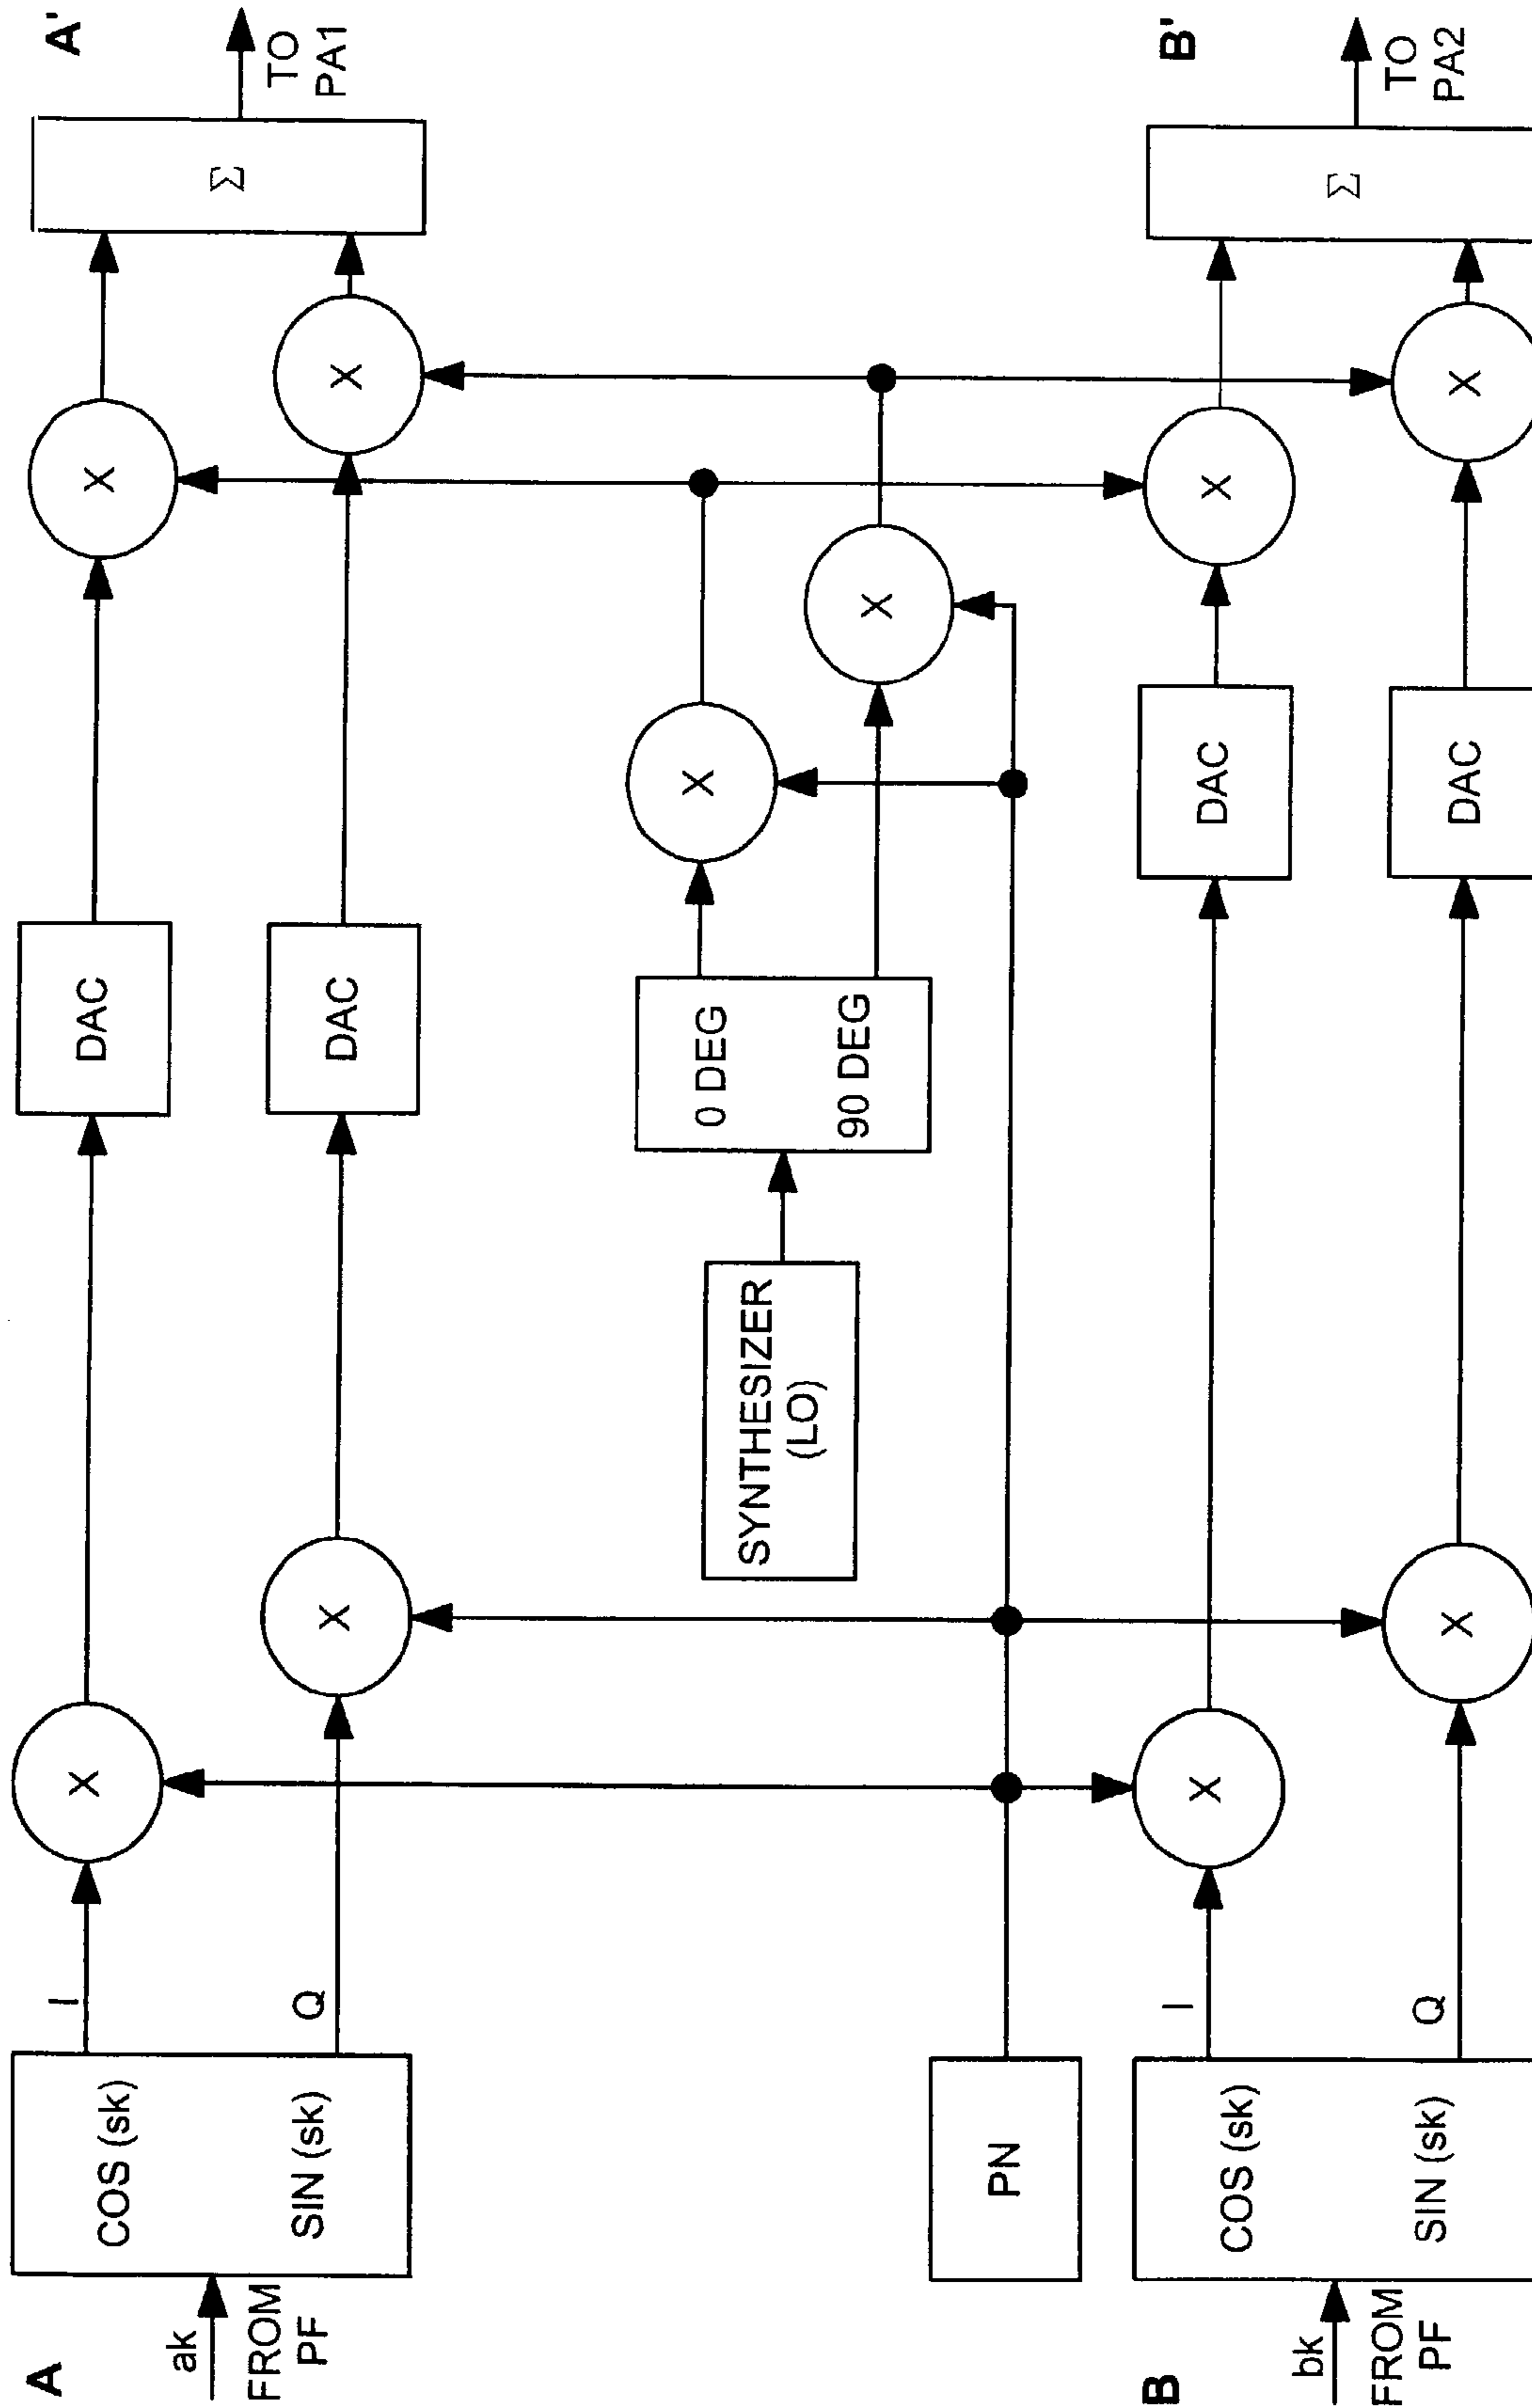 A
ak
FROM
PF
COS (sk)
SIN (sk)
I
Q
X
X
DAC
DAC
X
X
Σ
TO
PA1
A'
SYNTHESIZER
(LO)
0 DEG
90 DEG
X
X
PN
B
bk
FROM
PF
COS (sk)
SIN (sk)
I
Q
X
X
DAC
DAC
X
X
Σ
TO
PA2
B'